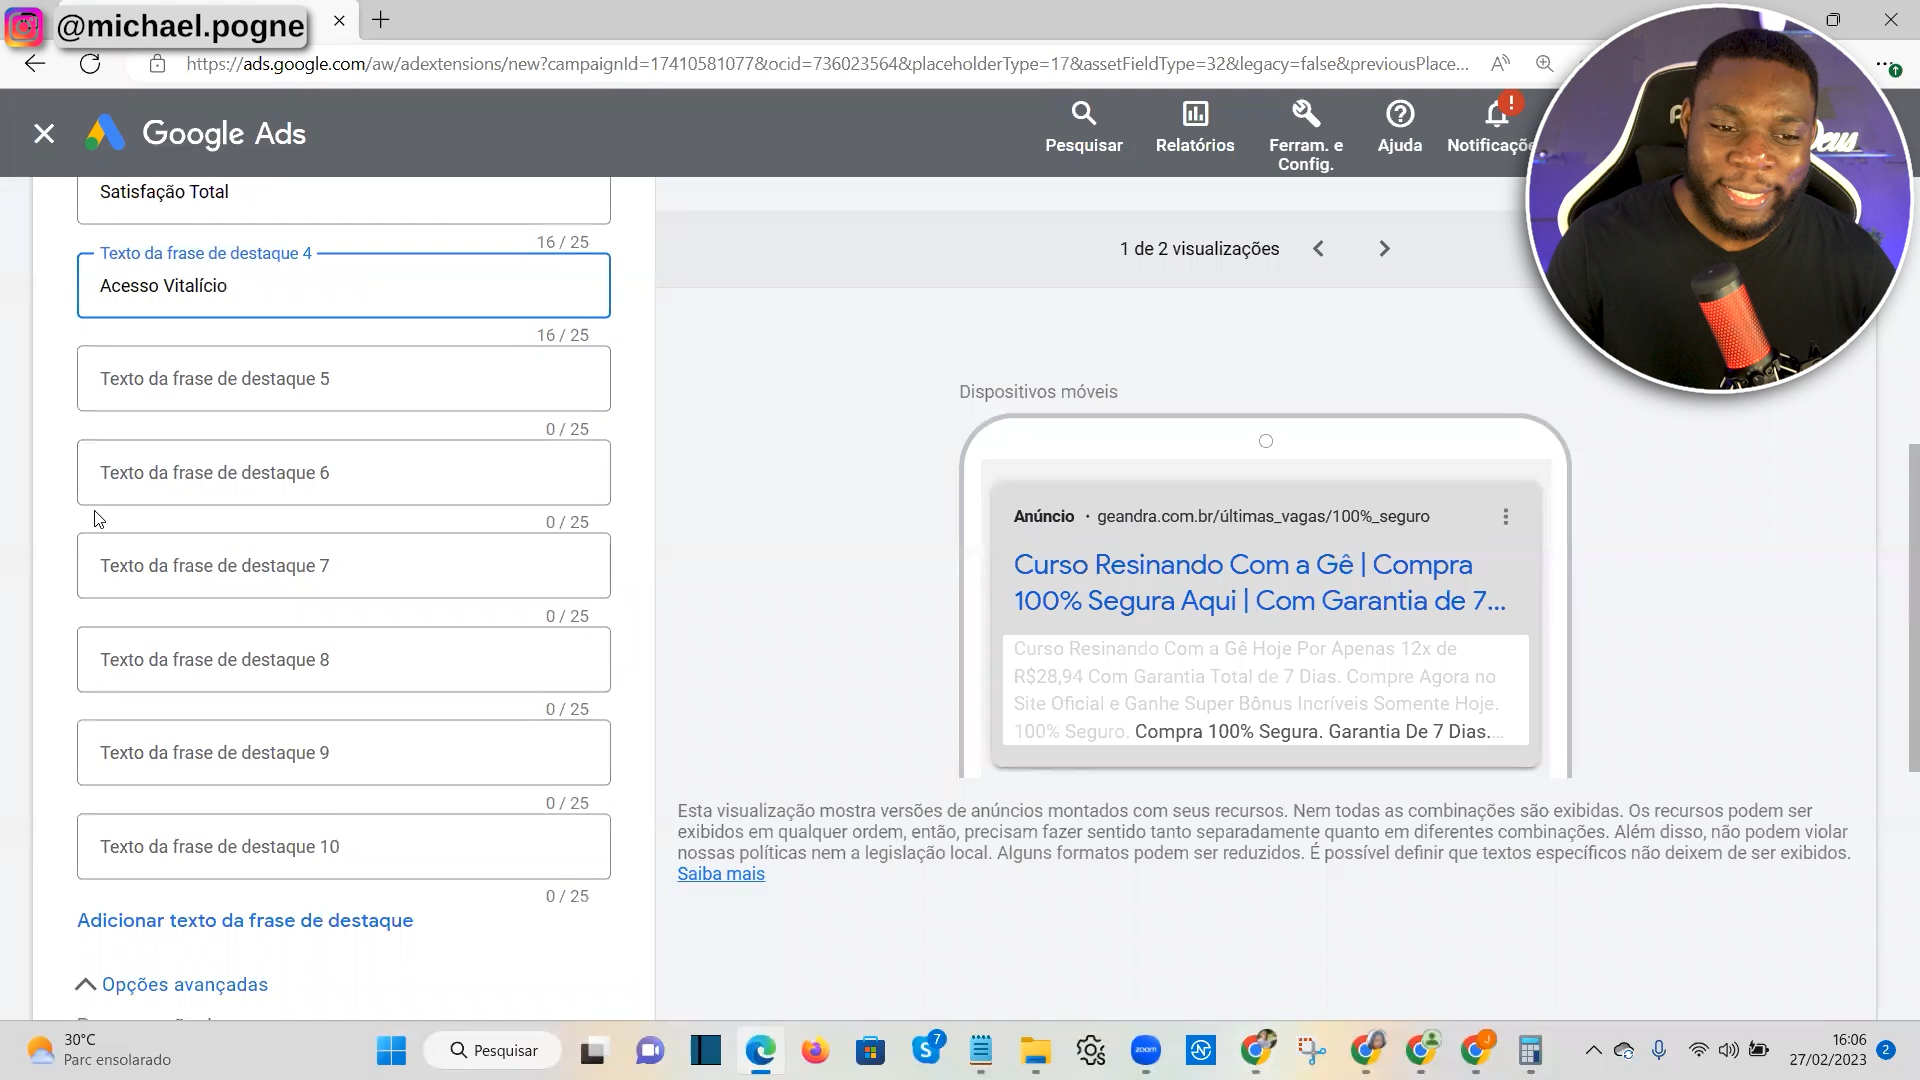 @michael.pogne
https://ads.google.com/aw/adextensions/new?campaignId=17410581077&ocid=736023564&placeholderType=17&assetFieldType=32&legacy=false&previousPlace...
Google Ads
Pesquisar
Relatórios
Ferram. e
Config.
Ajuda
Notificaçõe
Satisfação Total
16 / 25
Texto da frase de destaque 4
Acesso Vitalício
16 / 25
Texto da frase de destaque 5
0 / 25
Texto da frase de destaque 6
0 / 25
Texto da frase de destaque 7
0 / 25
Texto da frase de destaque 8
0 / 25
Texto da frase de destaque 9
0 / 25
Texto da frase de destaque 10
0 / 25
Adicionar texto da frase de destaque
Opções avançadas
1 de 2 visualizações
Dispositivos móveis
Anúncio · geandra.com.br/últimas_vagas/100%_seguro
Curso Resinando Com a Gê | Compra
100% Segura Aqui | Com Garantia de 7...
Curso Resinando Com a Gê Hoje Por Apenas 12x de
R$28,94 Com Garantia Total de 7 Dias. Compre Agora no
Site Oficial e Ganhe Super Bônus Incríveis Somente Hoje.
100% Seguro. Compra 100% Segura. Garantia De 7 Dias....
Esta visualização mostra versões de anúncios montados com seus recursos. Nem todas as combinações são exibidas. Os recursos podem ser
exibidos em qualquer ordem, então, precisam fazer sentido tanto separadamente quanto em diferentes combinações. Além disso, não podem violar
nossas políticas nem a legislação local. Alguns formatos podem ser reduzidos. É possível definir que textos específicos não deixem de ser exibidos.
Saiba mais
30°C
Parc ensolarado
Pesquisar
7
zoom
16:06
27/02/2023
2